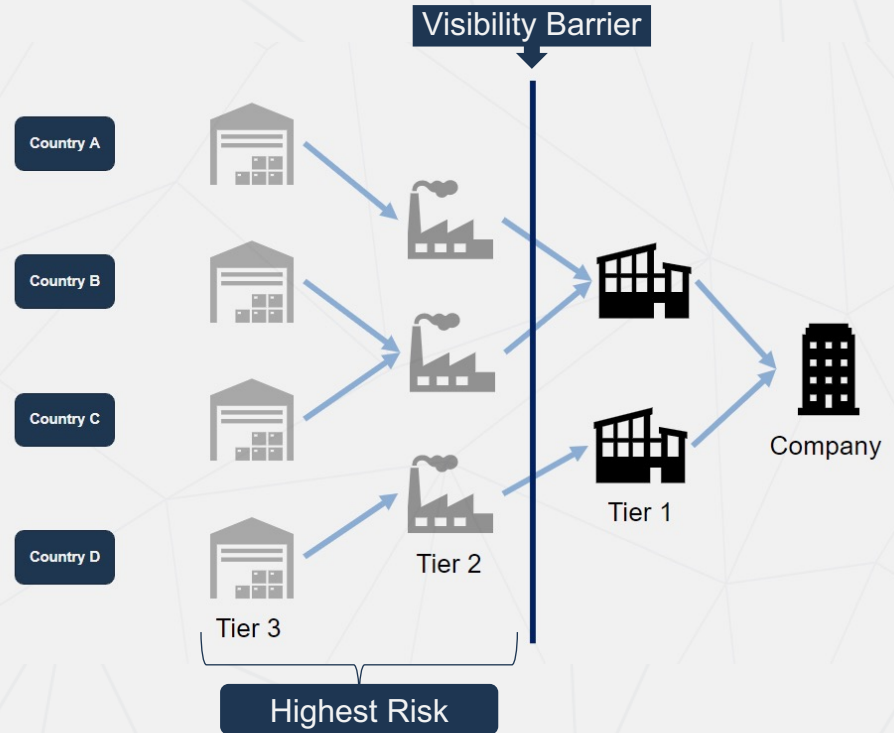 Visibility Barrier
Country A
Country B
Country C
Company
Tier 1
Country D
Tier 2
Tier 3
Highest Risk